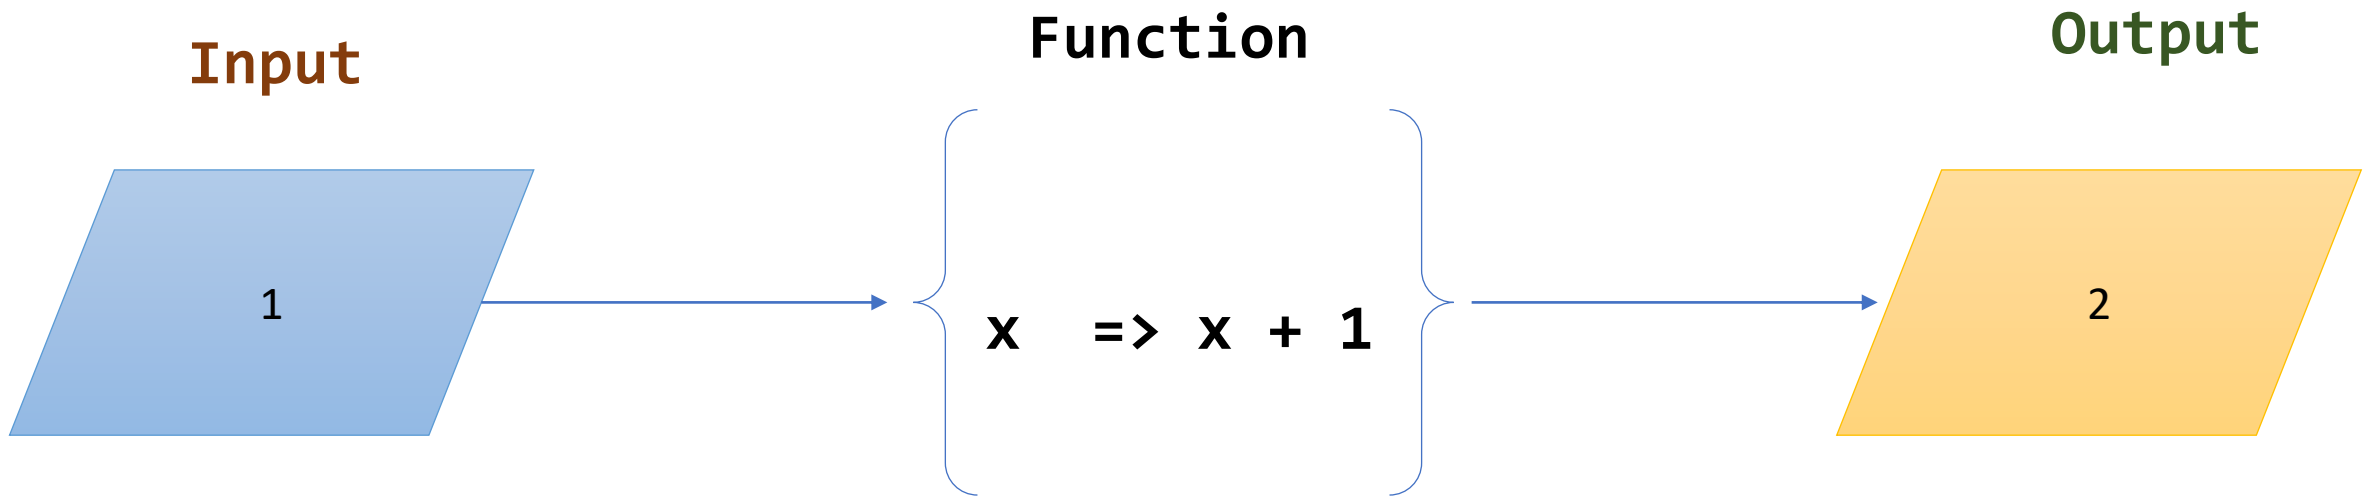 Input
Function
Output
1
x  => x + 1
2